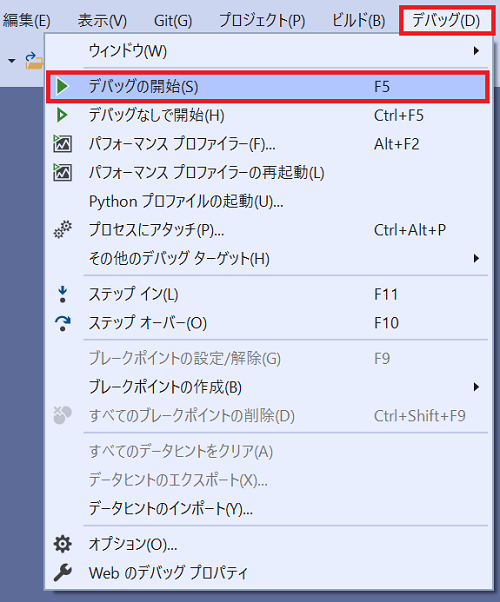 編集(E) 表示(V) Git(G) プロジェクト(P) ビルド(B) デバッグ(D)
ウィンドウ(W)
デバッグの開始(S) F5
デバッグなしで開始(H) Ctrl+F5
パフォーマンス プロファイラー(F)... Alt+F2
パフォーマンス プロファイラーの再起動(L)
Python プロファイルの起動(U)...
プロセスにアタッチ(P)... Ctrl+Alt+P
その他のデバッグ ターゲット(H)
ステップ イン(L) F11
ステップ オーバー(O) F10
ブレークポイントの設定/解除(G) F9
ブレークポイントの作成(B)
すべてのブレークポイントの削除(D) Ctrl+Shift+F9
すべてのデータヒントをクリア(A)
データヒントのエクスポート(X)...
データヒントのインポート(Y)...
オプション(O)...
Web のデバッグ プロパティ